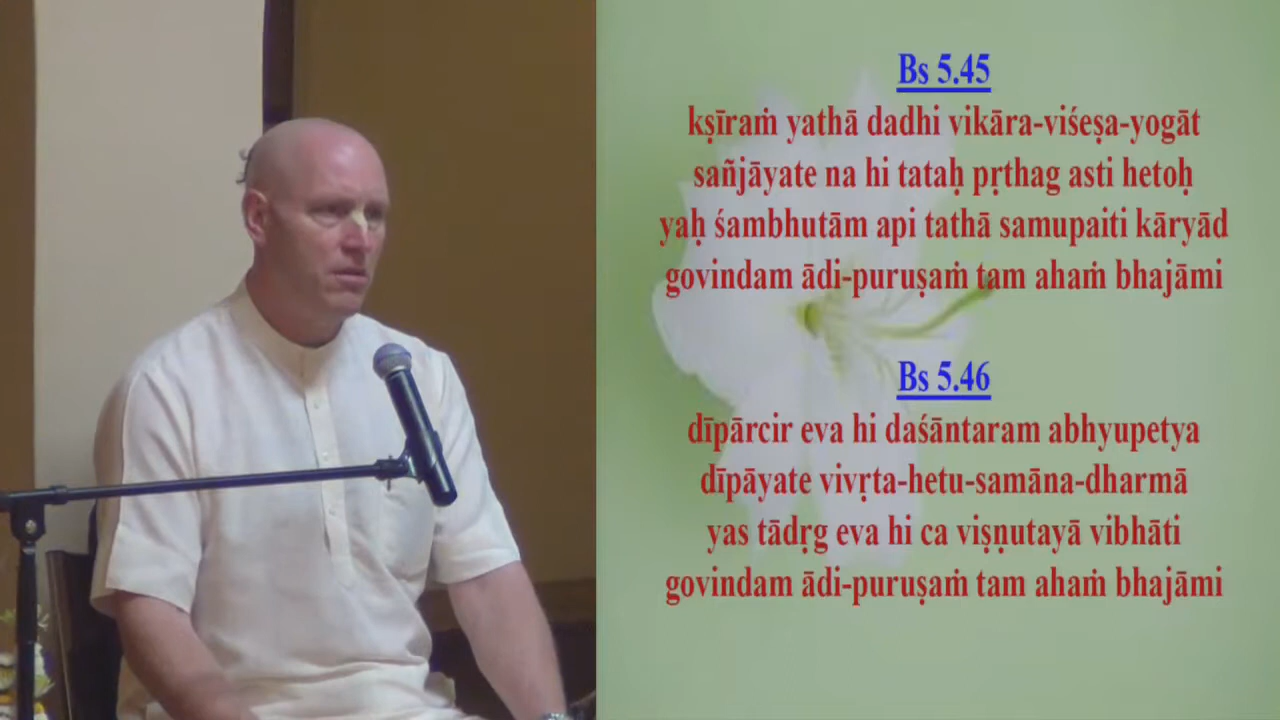 Bs 5.45
kṣīraṁ yathā dadhi vikāra-viśeṣa-yogāt
sañjāyate na hi tataḥ pṛthag asti hetoḥ
yaḥ śambhutām api tathā samupaiti kāryād
govindam ādi-puruṣaṁ tam ahaṁ bhajāmi
Bs 5.46
dīpārcir eva hi daśāntaram abhyupetya
dīpāyate vivṛta-hetu-samāna-dharmā
yas tādṛg eva hi ca viṣṇutayā vibhāti
govindam ādi-puruṣaṁ tam ahaṁ bhajāmi